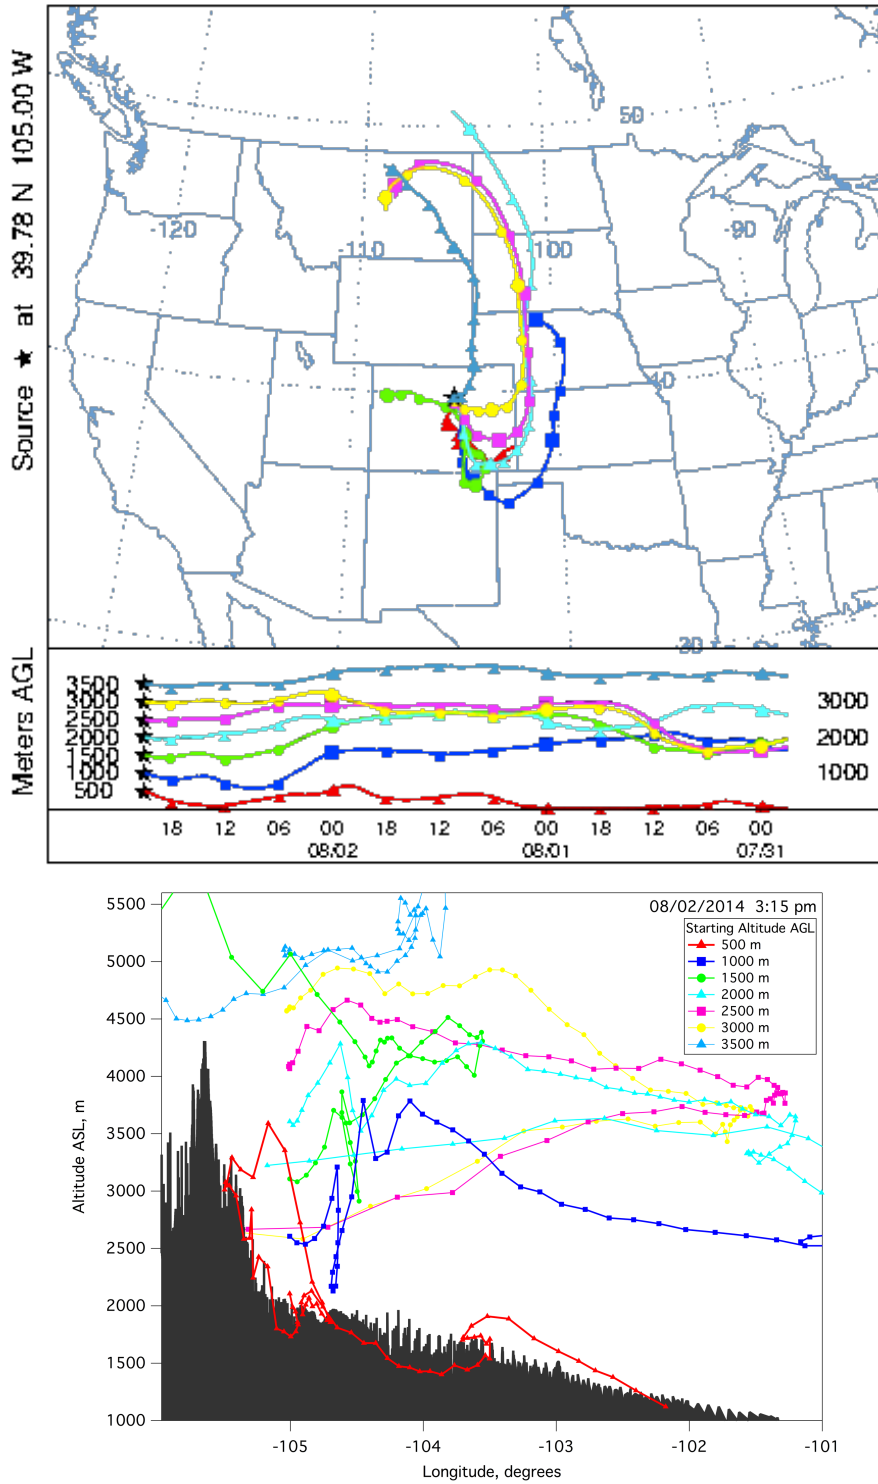 Source ★ at 39.78 N 105.00 W
50
-120
-110
-100
-90
40
30
Meters AGL
3500
3000
2500
2000
1500
1000
500
3000
2000
1000
18 12 06 00 18 12 06 00 18 12 06 00
08/02 08/01 07/31
08/02/2014 3:15 pm
Starting Altitude AGL
500 m
1000 m
1500 m
2000 m
2500 m
3000 m
3500 m
Altitude ASL, m
5500
5000
4500
4000
3500
3000
2500
2000
1500
1000
-105 -104 -103 -102 -101
Longitude, degrees